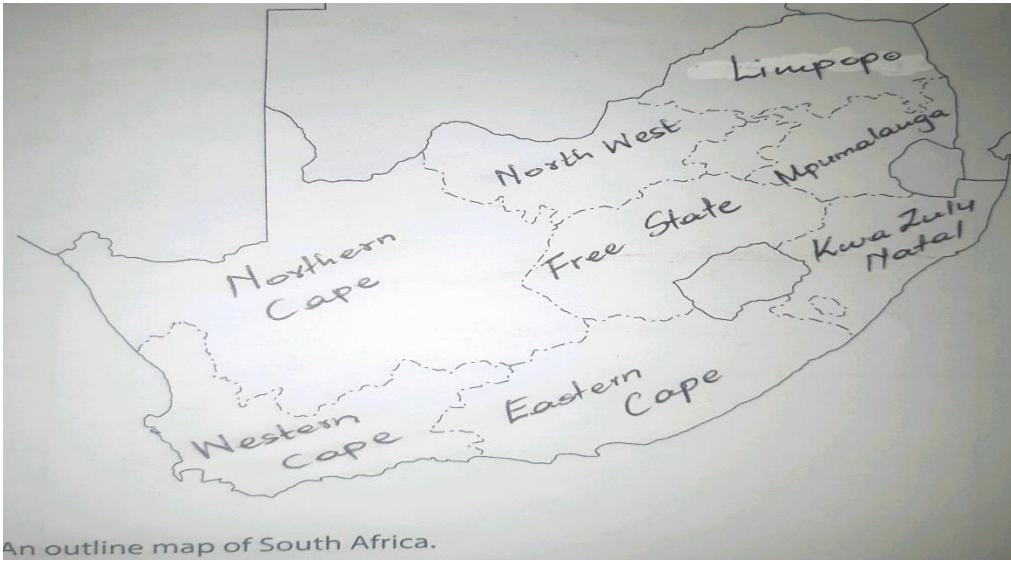 Limpopo
North West
Mpumalanga
Free State
Kwa Zulu
Natal
Northern
Cape
Eastern
Cape
Western
Cape
An outline map of South Africa.